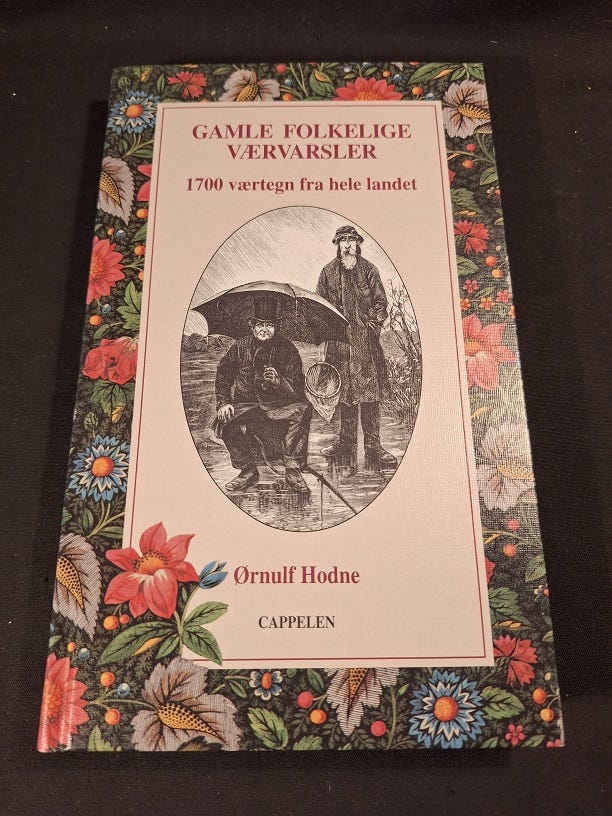 GAMLE FOLKELIGE
VÆRVARSLER
1700 værtegn fra hele landet
Ørnulf Hodne
CAPPELEN